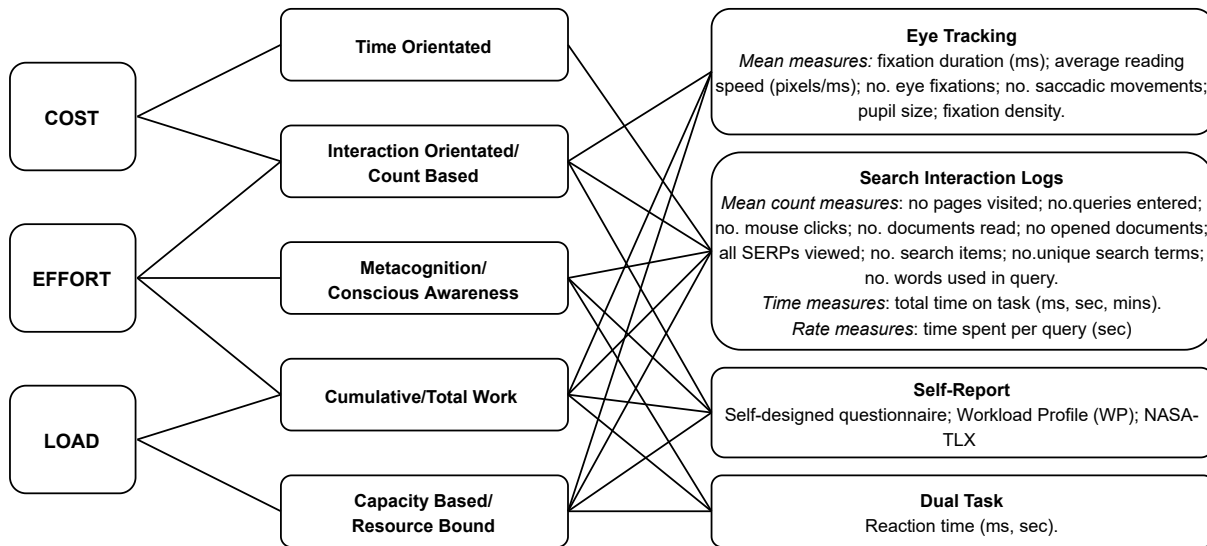 COST
EFFORT
LOAD
Time Orientated
Interaction Orientated/
Count Based
Metacognition/
Conscious Awareness
Cumulative/Total Work
Capacity Based/
Resource Bound
Eye Tracking
Mean measures: fixation duration (ms); average reading
speed (pixels/ms); no. eye fixations; no. saccadic movements;
pupil size; fixation density.
Search Interaction Logs
Mean count measures: no pages visited; no.queries entered;
no. mouse clicks; no. documents read; no opened documents;
all SERPs viewed; no. search items; no.unique search terms;
no. words used in query.
Time measures: total time on task (ms, sec, mins).
Rate measures: time spent per query (sec)
Self-Report
Self-designed questionnaire; Workload Profile (WP); NASA-
TLX
Dual Task
Reaction time (ms, sec).